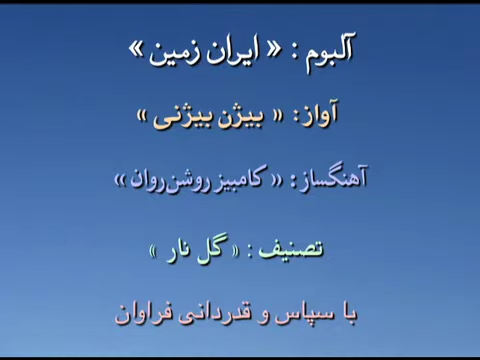 آلبوم : « ایران زمین »
آواز: « بیژن بیژنی »
آهنگساز: « کامبیز روشن‌روان »
تصنیف : « گل نار »
با سپاس و قدردانی فراوان